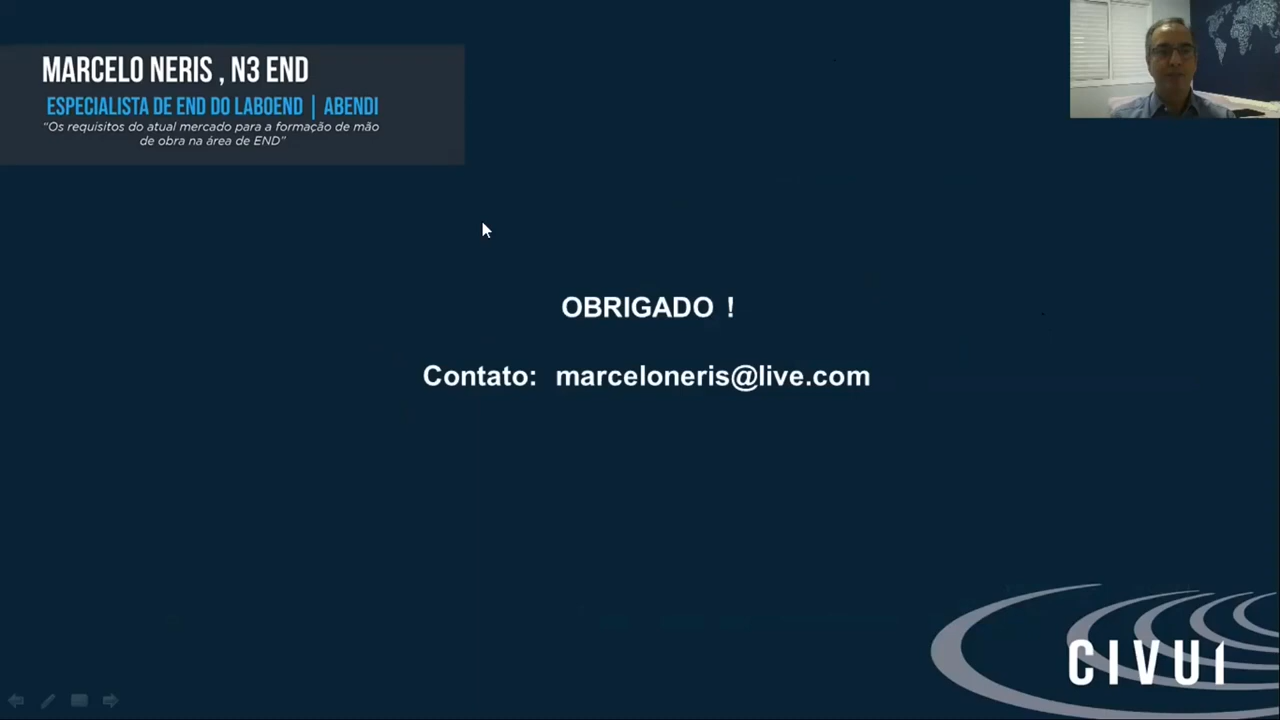 MARCELO NERIS , N3 END
ESPECIALISTA DE END DO LABOEND | ABENDI
"Os requisitos do atual mercado para a formação de mão
de obra na área de END"
OBRIGADO !
Contato: marceloneris@live.com
CIVUI